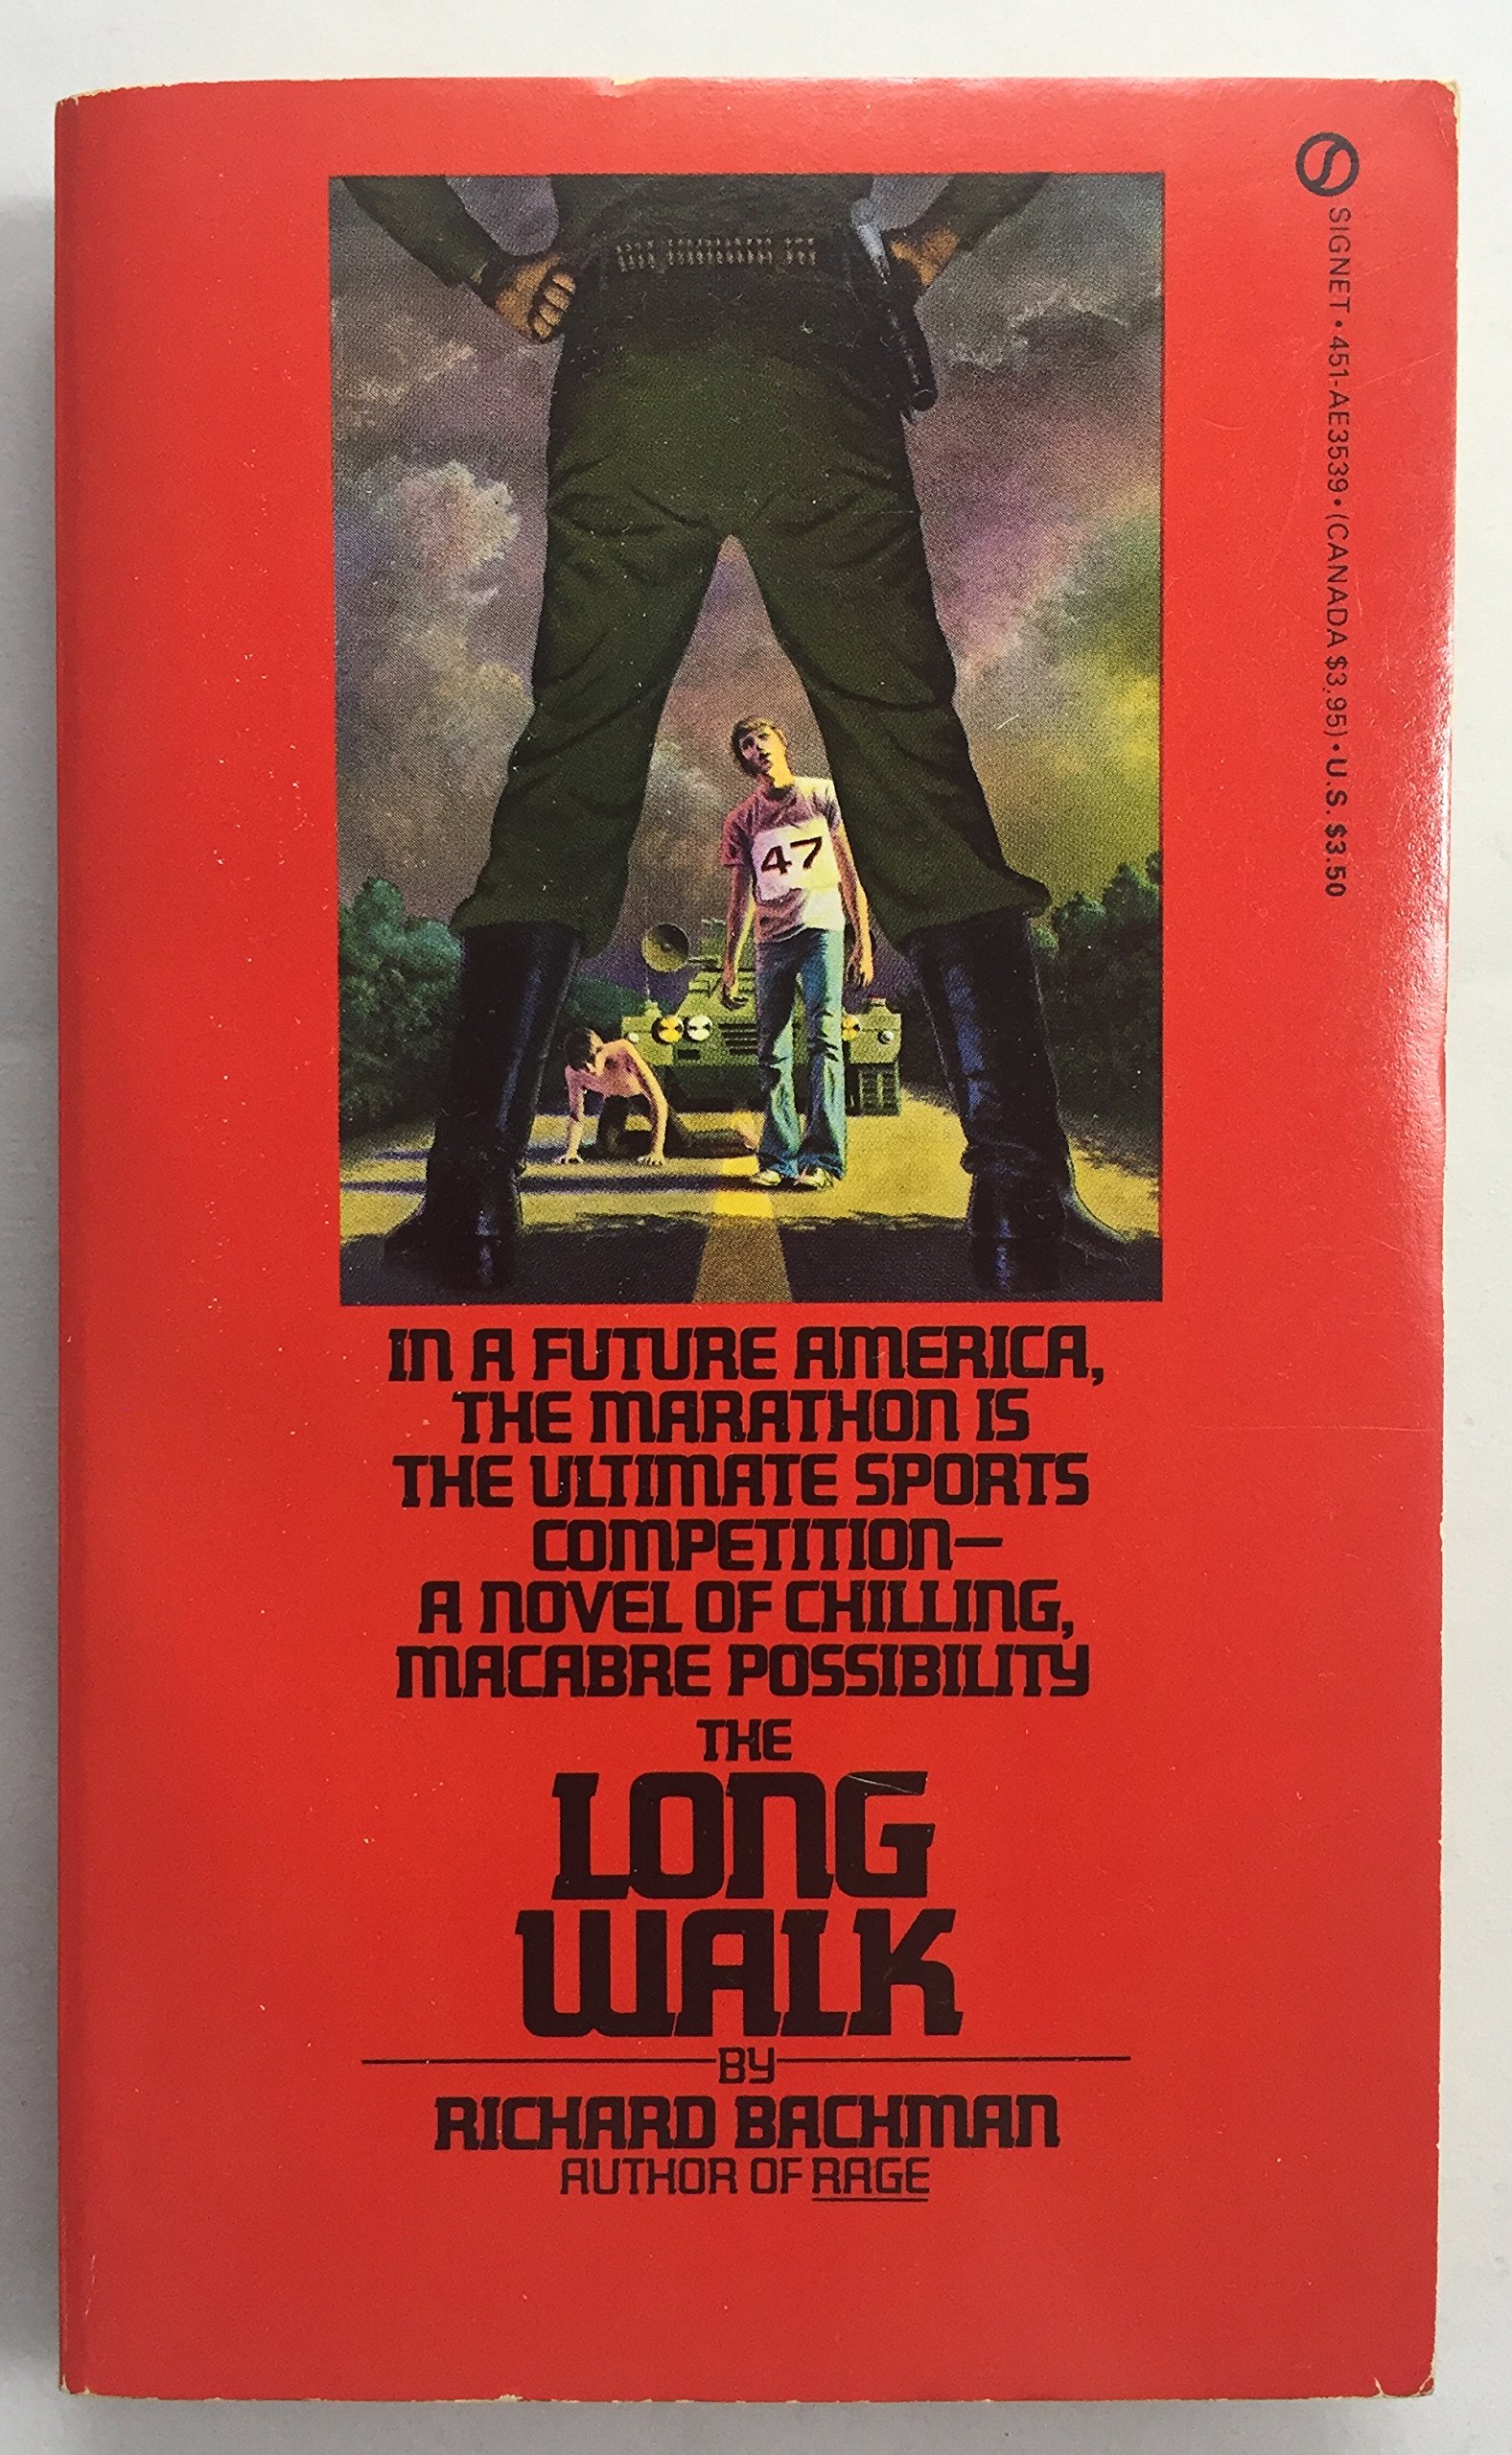 SIGNET • 451-AE3539 • (CANADA $3.95) • U.S. $3.50
47
IN A FUTURE AMERICA,
THE MARATHON IS
THE ULTIMATE SPORTS
COMPETITION—
A NOVEL OF CHILLING,
MACABRE POSSIBILITY
THE
LONG
WALK
BY
RICHARD BACHMAN
AUTHOR OF RAGE